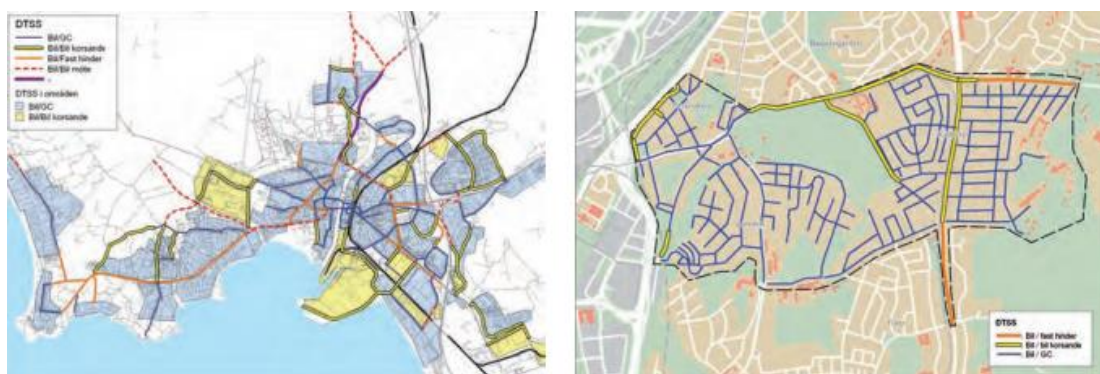 DTSS
Bil/GC
Bil/Bil korsande
Bil/Fast hinder
Bil/Bil möte
-
DTSS i områden
Bil/GC
Bil/Bil korsande
DTSS
Bil / fast hinder
Bil / bil korsande
Bil / GC